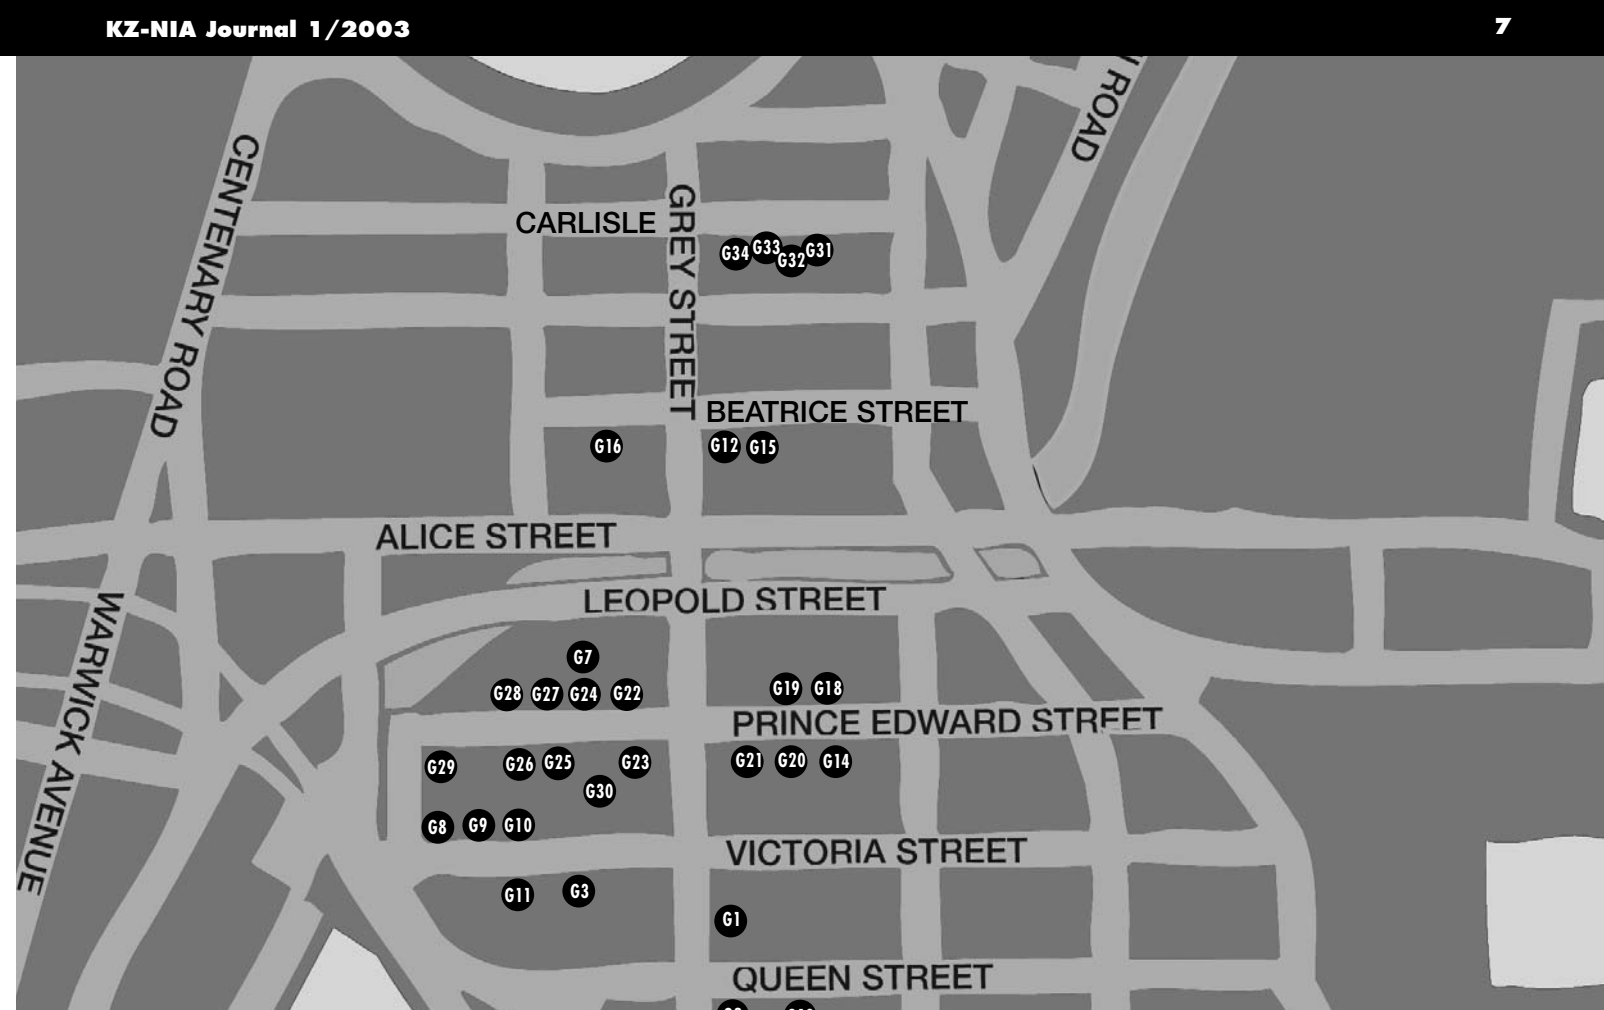 KZ-NIA Journal 1/2003
7
ROAD
CENTENARY ROAD
GREY STREET
CARLISLE
G34
G33
G32
G31
BEATRICE STREET
G16
G12
G15
ALICE STREET
LEOPOLD STREET
WARWICK AVENUE
G7
G28
G27
G24
G22
G19
G18
PRINCE EDWARD STREET
G29
G26
G25
G23
G21
G20
G14
G30
G8
G9
G10
VICTORIA STREET
G11
G3
G1
QUEEN STREET